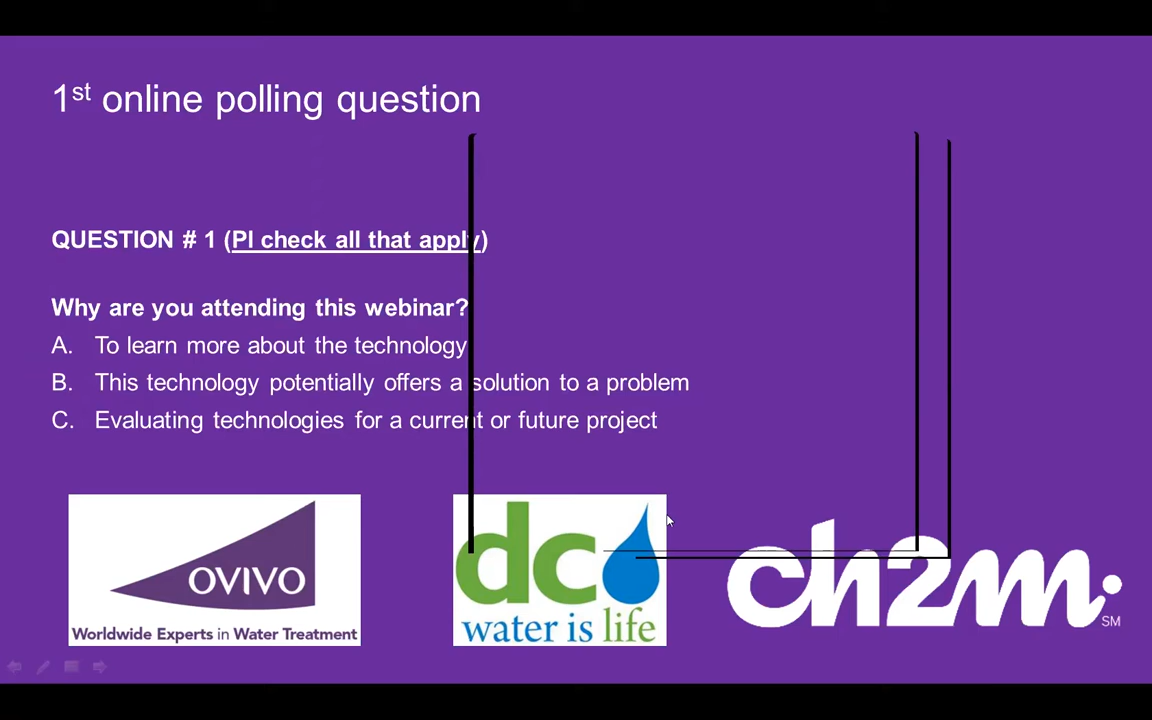 1st online polling question
QUESTION # 1 (Pl check all that apply)
Why are you attending this webinar?
A. To learn more about the technology
B. This technology potentially offers a solution to a problem
C. Evaluating technologies for a current or future project
OVIVO
Worldwide Experts in Water Treatment
dc
water is life
ch2m.
SM